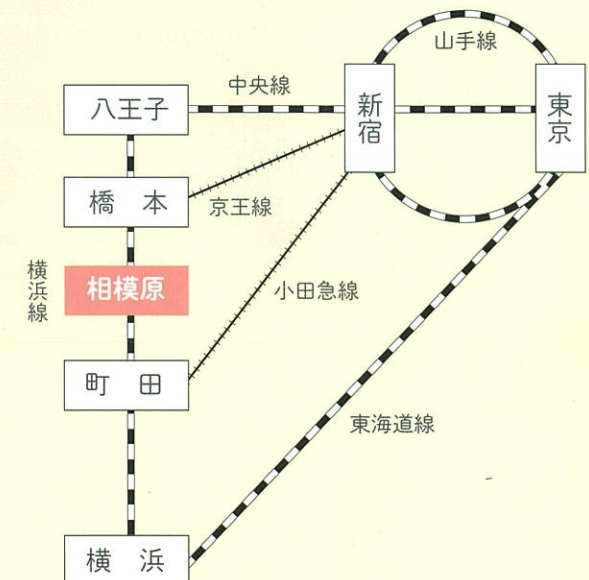 山手線
中央線
八王子
新宿
東京
橋本
京王線
横浜線
相模原
小田急線
町田
東海道線
横浜